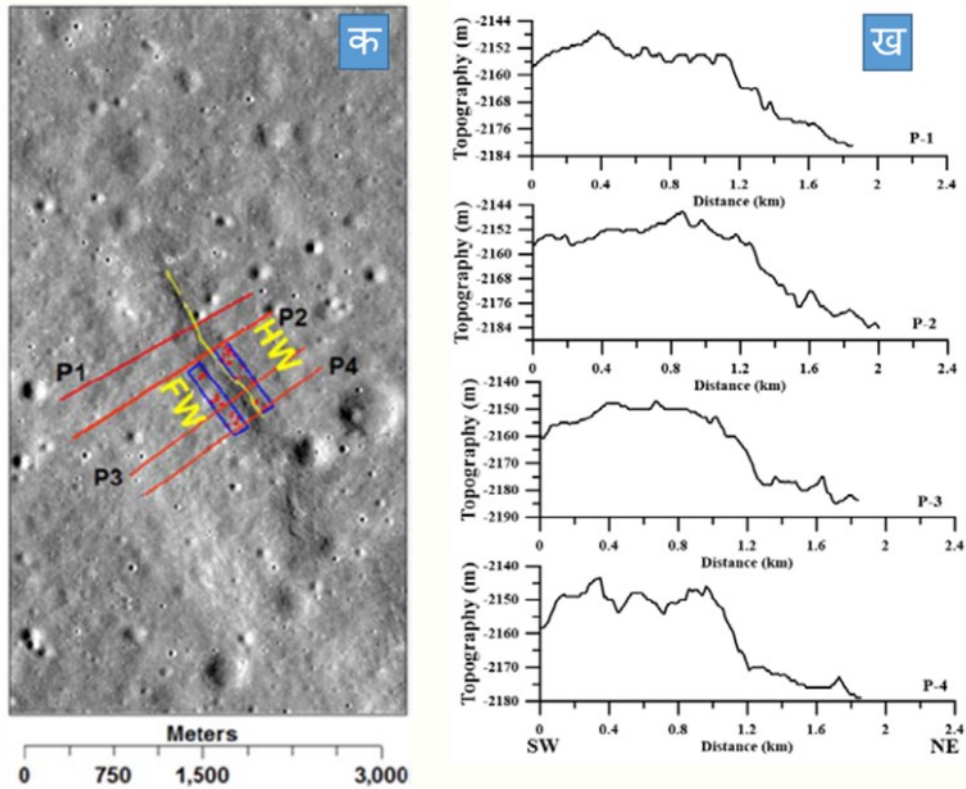 क
P1
P2
HW
P4
FW
P3
Meters
0 750 1,500 3,000
ख
Topography (m)
-2144
-2152
-2160
-2168
-2176
-2184
P-1
0 0.4 0.8 1.2 1.6 2 2.4
Distance (km)
Topography (m)
-2144
-2152
-2160
-2168
-2176
-2184
P-2
0 0.4 0.8 1.2 1.6 2 2.4
Distance (km)
Topography (m)
-2140
-2150
-2160
-2170
-2180
-2190
P-3
0 0.4 0.8 1.2 1.6 2 2.4
Distance (km)
Topography (m)
-2140
-2150
-2160
-2170
-2180
P-4
0 0.4 0.8 1.2 1.6 2 2.4
SW Distance (km) NE